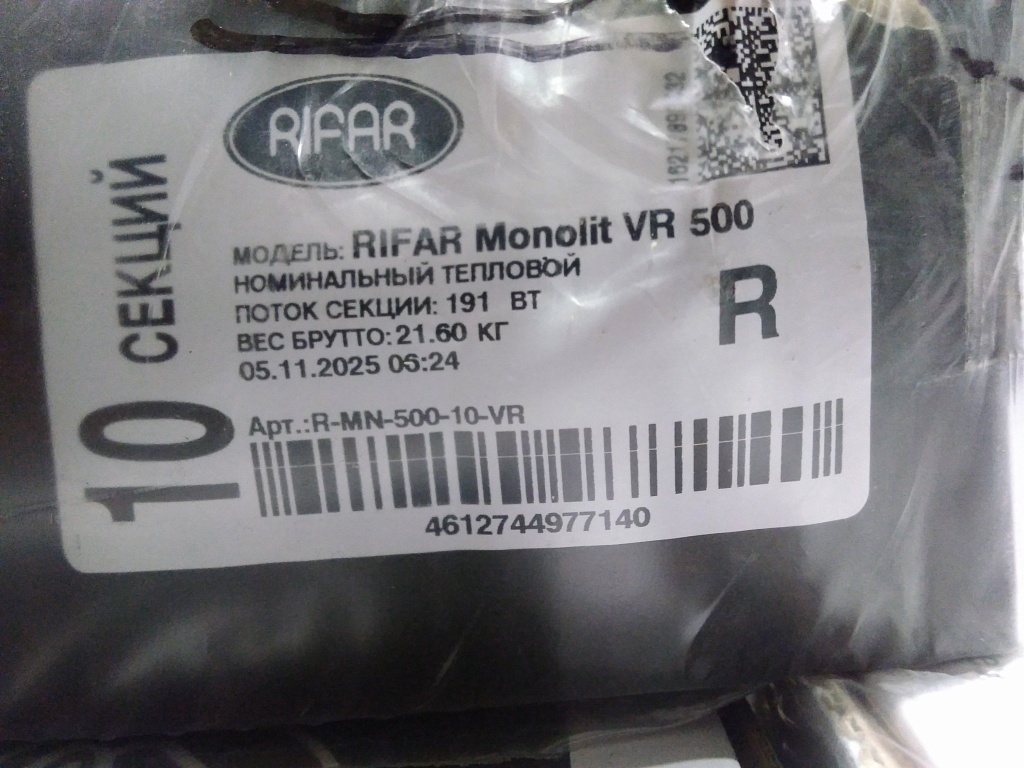 RIFAR
МОДЕЛЬ: RIFAR Monolit VR 500
НОМИНАЛЬНЫЙ ТЕПЛОВОЙ
ПОТОК СЕКЦИИ: 191 ВТ
ВЕС БРУТТО: 21.60 КГ
05.11.2025 06:24
R
Арт.:R-MN-500-10-VR
4612744977140
10 СЕКЦИЙ